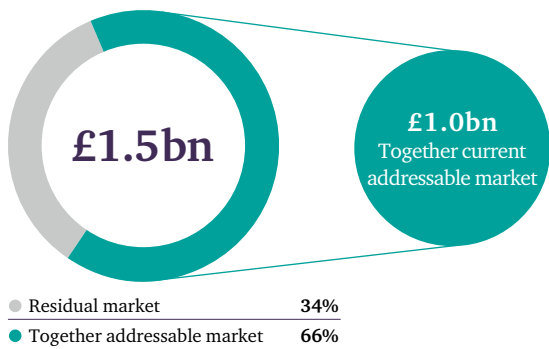 £1.5bn
£1.0bn
Together current
addressable market
Residual market 34%
Together addressable market 66%